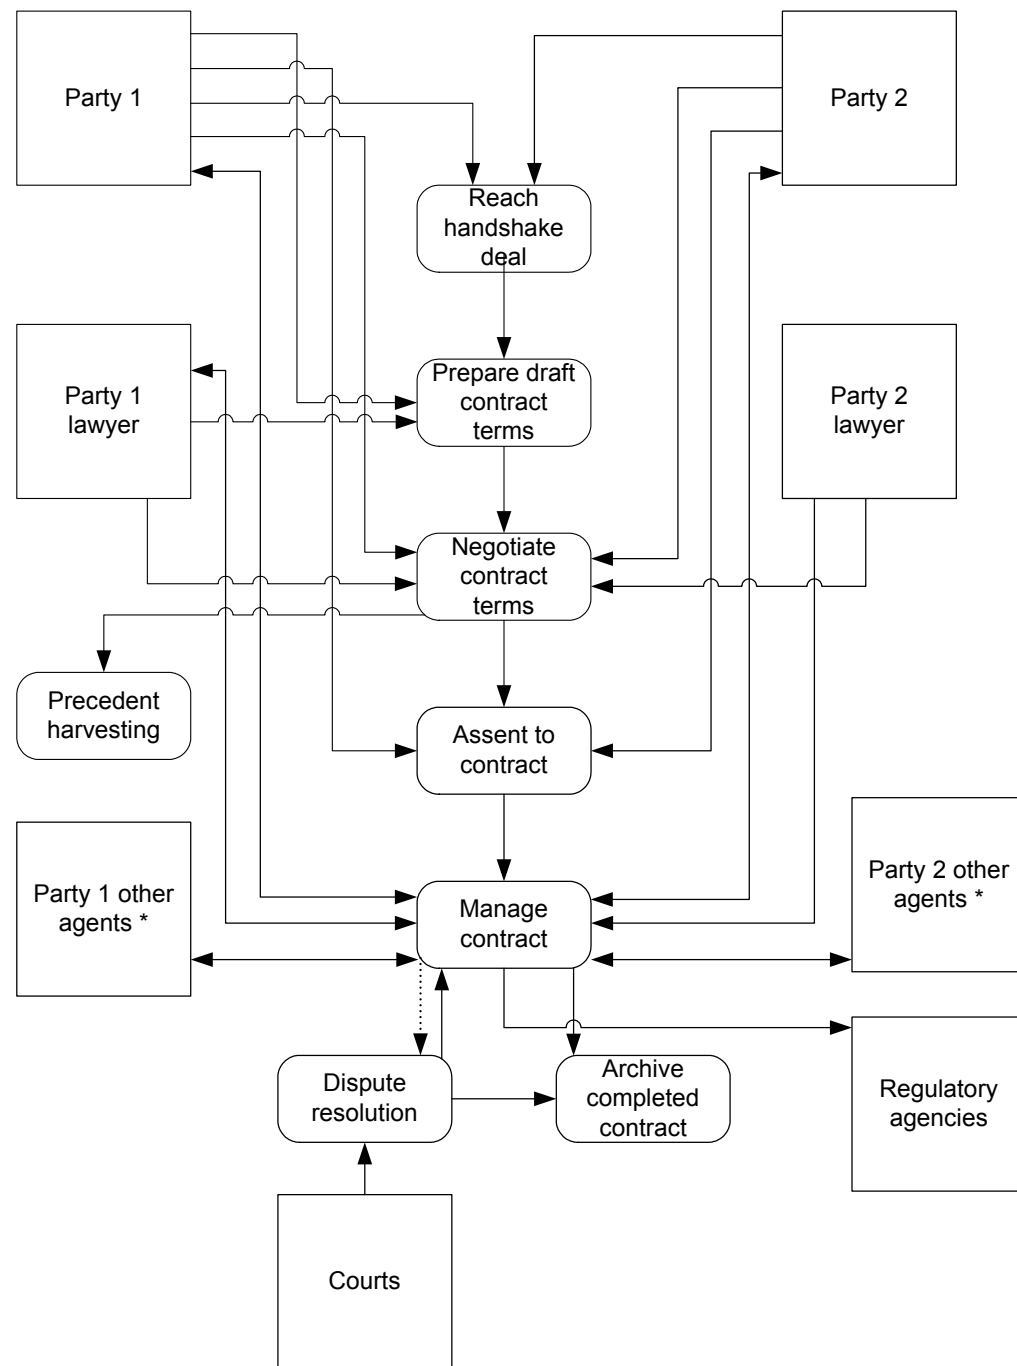 Party 1
Party 2
Reach
handshake
deal
Party 1
lawyer
Prepare draft
contract
terms
Party 2
lawyer
Negotiate
contract
terms
Precedent
harvesting
Assent to
contract
Party 1 other
agents *
Manage
contract
Party 2 other
agents *
Dispute
resolution
Archive
completed
contract
Regulatory
agencies
Courts